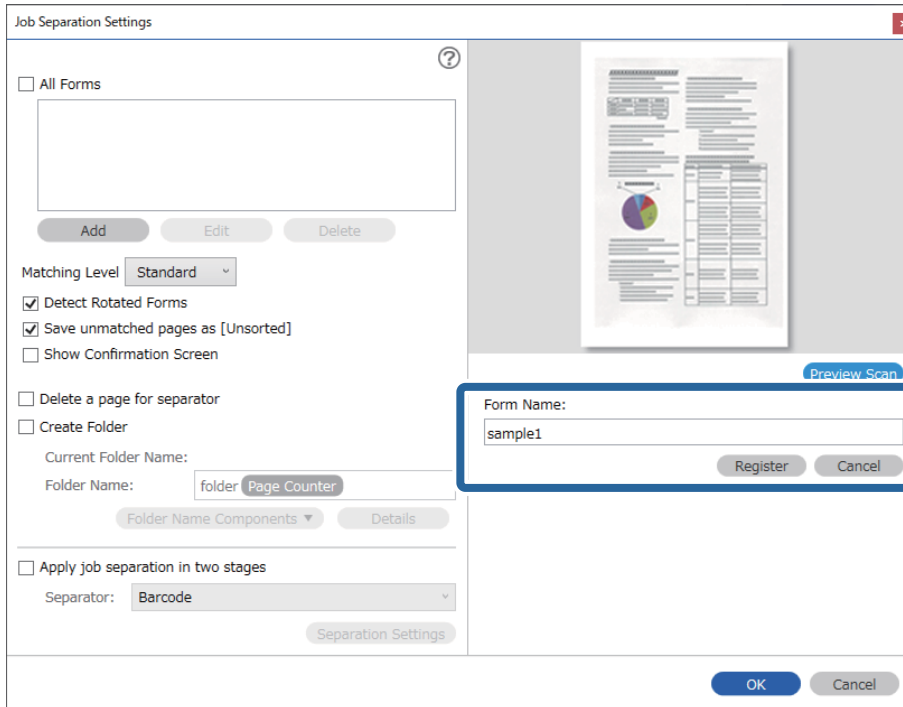 Job Separation Settings
All Forms
Add Edit Delete
Matching Level Standard
Detect Rotated Forms
Save unmatched pages as [Unsorted]
Show Confirmation Screen
Delete a page for separator
Create Folder
Current Folder Name:
Folder Name: folder Page Counter
Folder Name Components Details
Apply job separation in two stages
Separator: Barcode
Separation Settings
Preview Scan
Form Name:
sample1
Register Cancel
OK Cancel